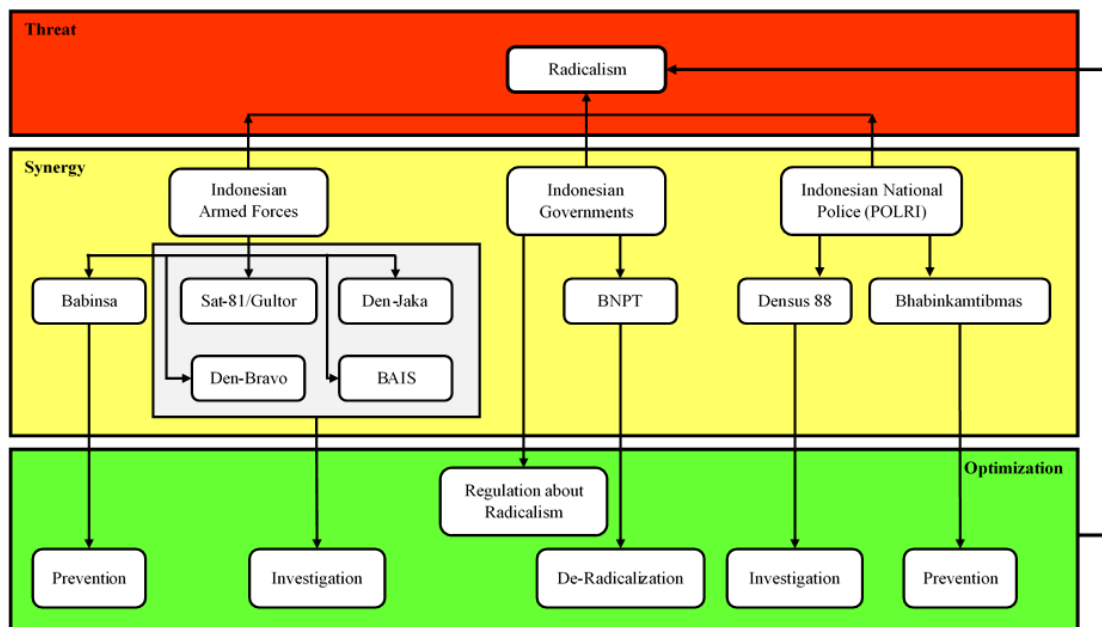 Threat
Radicalism
Synergy
Indonesian
Armed Forces
Indonesian
Governments
Indonesian National
Police (POLRI)
Babinsa
Sat-81/Gultor
Den-Jaka
BNPT
Densus 88
Bhabinkamtibmas
Den-Bravo
BAIS
Optimization
Regulation about
Radicalism
Prevention
Investigation
De-Radicalization
Investigation
Prevention